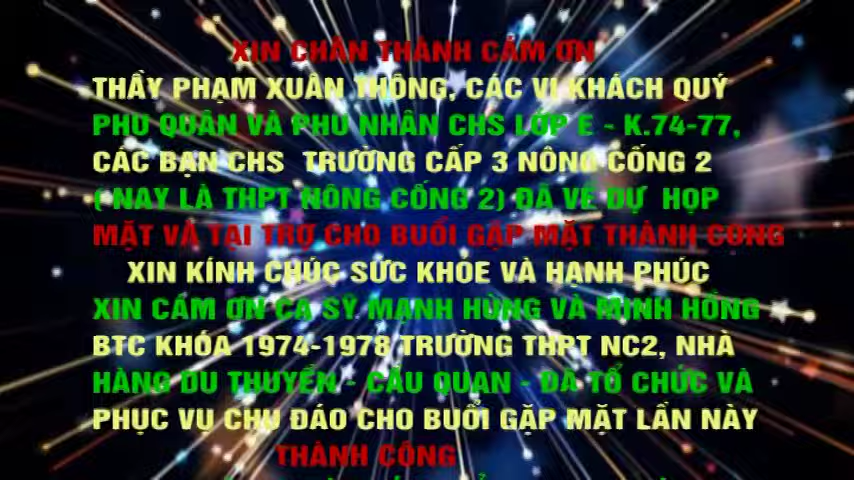 XIN CHÂN THÀNH CẢM ƠN
THẦY PHẠM XUÂN THÔNG, CÁC VỊ KHÁCH QUÝ
PHU QUÂN VÀ PHU NHÂN CHS LỚP E - K.74-77,
CÁC BẠN CHS TRƯỜNG CẤP 3 NÔNG CỐNG 2
( NAY LÀ THPT NÔNG CỐNG 2) ĐÃ VỀ DỰ HỌP
MẶT VÀ TẠI TRỢ CHO BUỔI GẶP MẶT THÀNH CÔNG
XIN KÍNH CHÚC SỨC KHỎE VÀ HẠNH PHÚC
XIN CẢM ƠN CA SỸ MẠNH HÙNG VÀ MINH HỒNG
BTC KHÓA 1974-1978 TRƯỜNG THPT NC2, NHÀ
HÀNG DU THUYỀN - CẦU QUAN - ĐÃ TỔ CHỨC VÀ
PHỤC VỤ CHU ĐÁO CHO BUỔI GẶP MẶT LẦN NÀY
THÀNH CÔNG